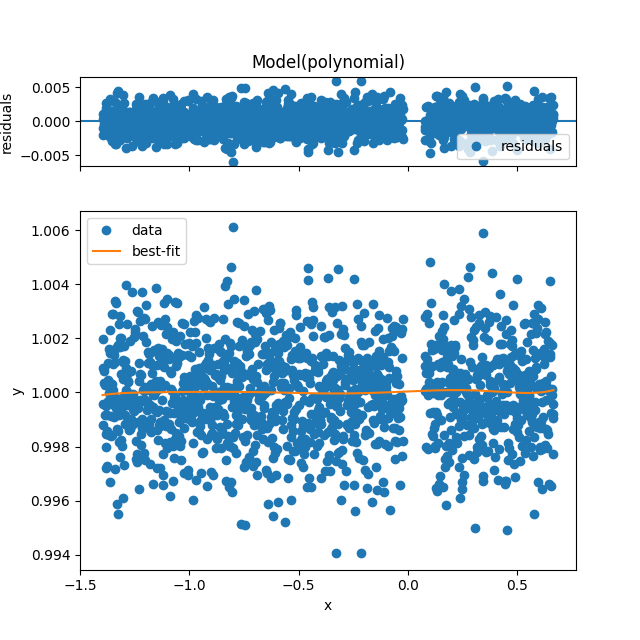 Model(polynomial)
0.005
0.000
−0.005
residuals
residuals
1.006
1.004
1.002
1.000
0.998
0.996
0.994
y
data
best-fit
−1.5 −1.0 −0.5 0.0 0.5
x